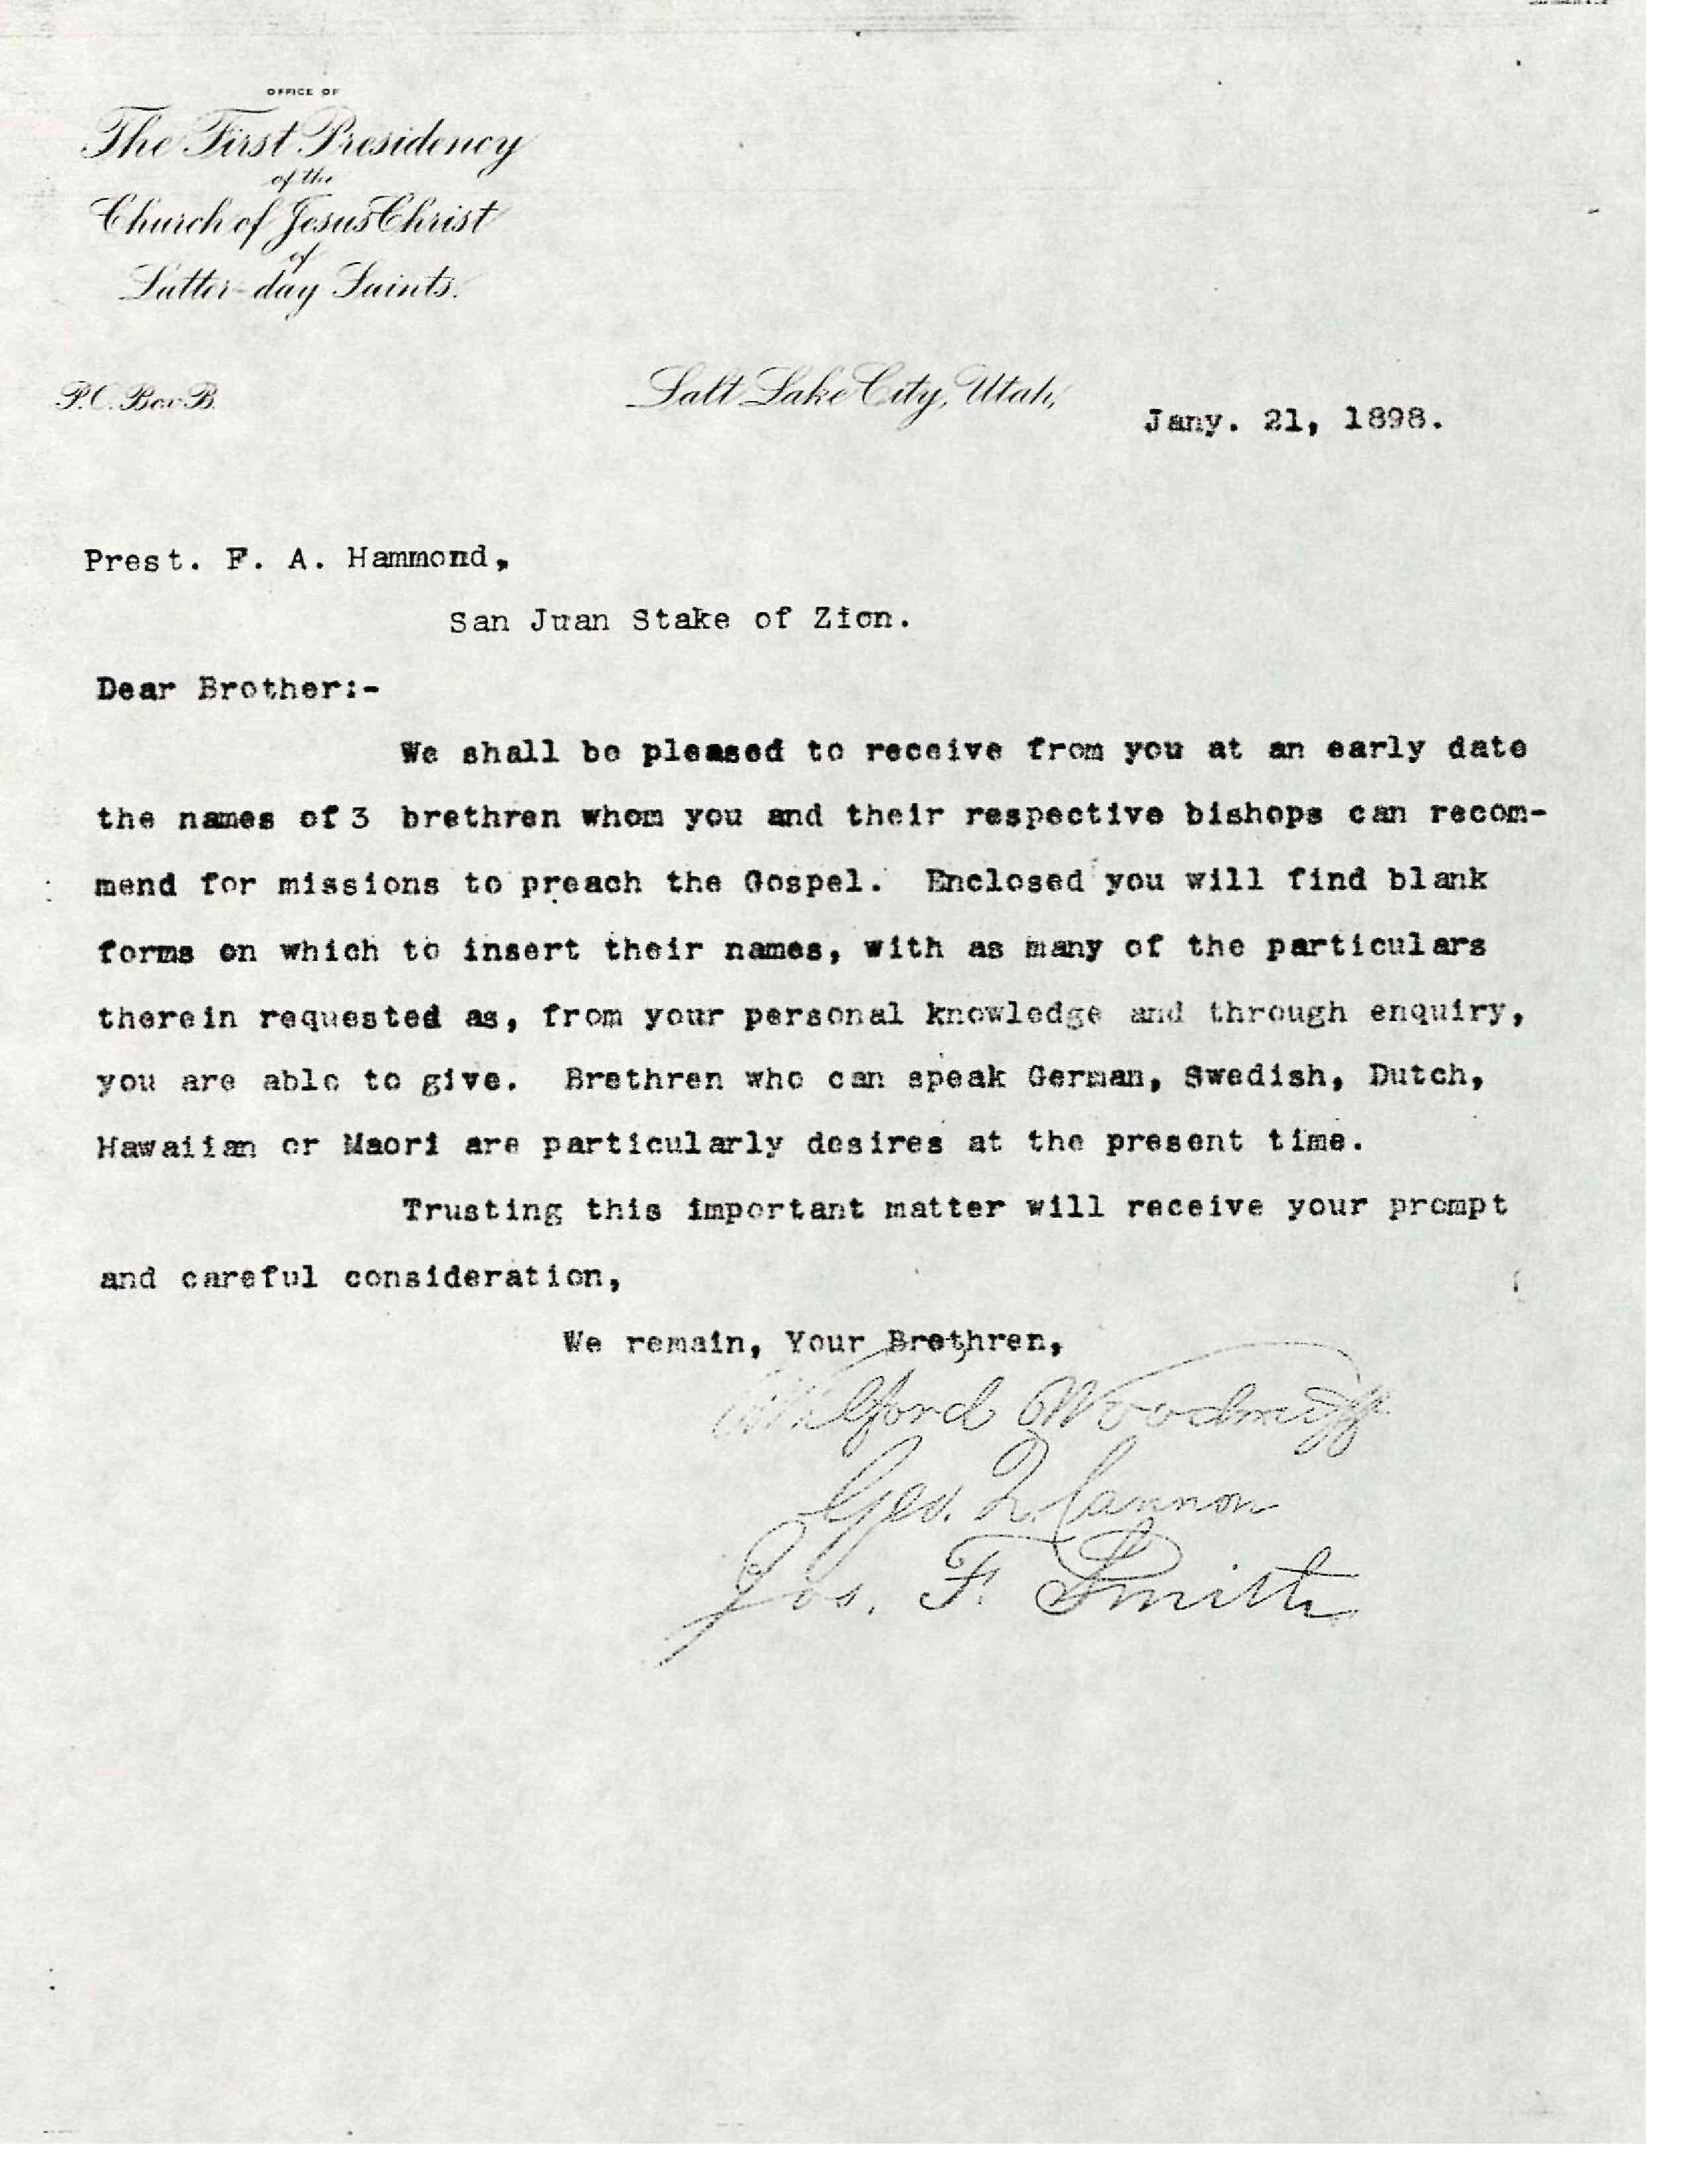 OFFICE OF
The First Presidency
of the
Church of Jesus Christ
of
Latter-day Saints.
P.O. Box B.
Salt Lake City, Utah,
Jany. 21, 1898.
Prest. F. A. Hammond,
San Juan Stake of Zion.
Dear Brother:-
We shall be pleased to receive from you at an early date
the names of 3 brethren whom you and their respective bishops can recom-
mend for missions to preach the Gospel. Enclosed you will find blank
forms on which to insert their names, with as many of the particulars
therein requested as, from your personal knowledge and through enquiry,
you are able to give. Brethren who can speak German, Swedish, Dutch,
Hawaiian or Maori are particularly desires at the present time.
Trusting this important matter will receive your prompt
and careful consideration,
We remain, Your Brethren,
Wilford Woodruff
Geo. Q. Cannon
Jos. F. Smith